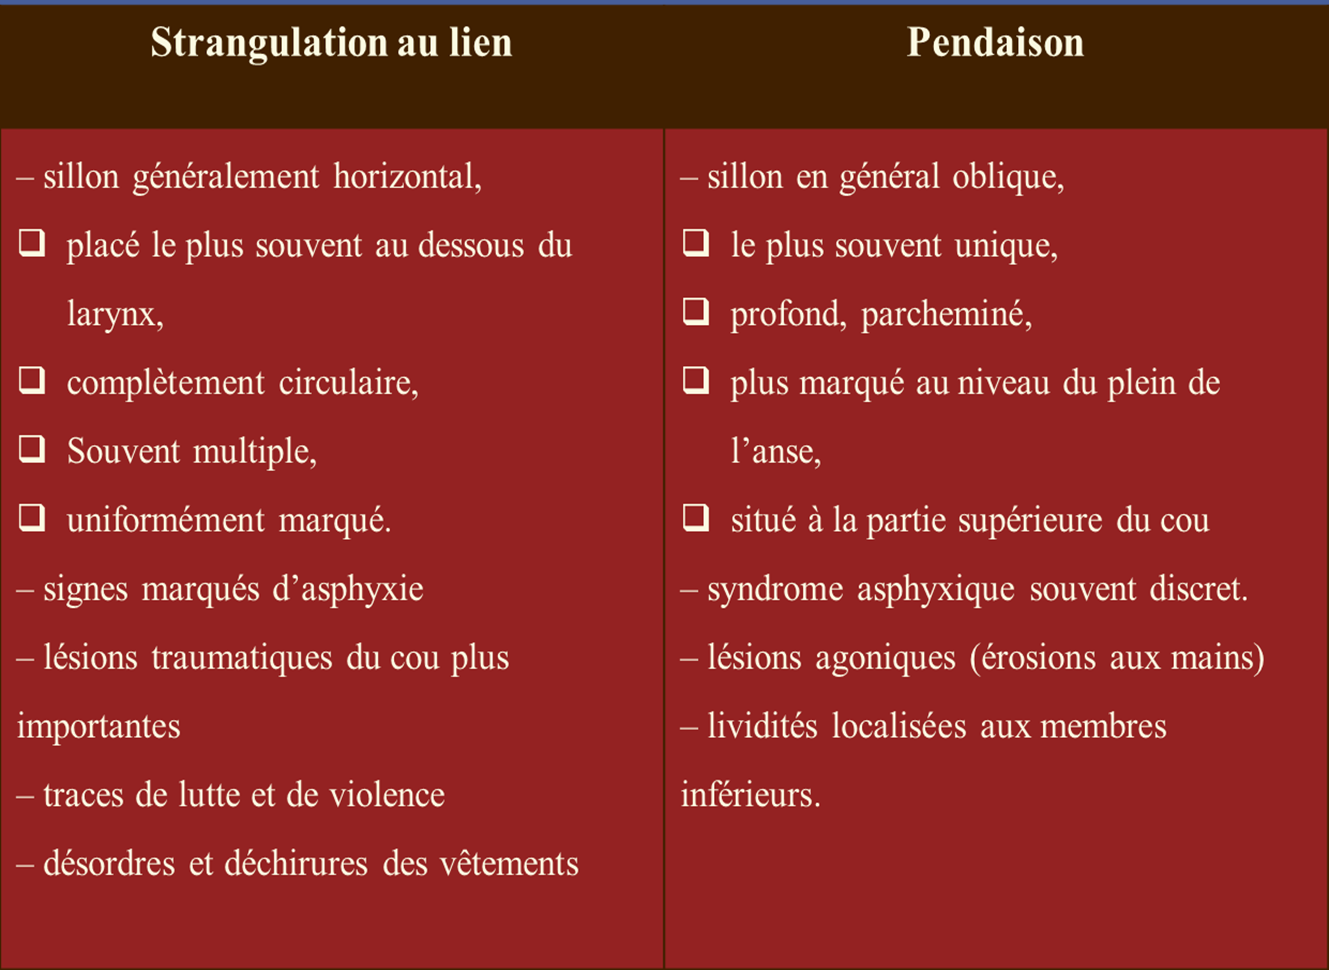 Strangulation au lien
Pendaison
– sillon généralement horizontal,
❑ placé le plus souvent au dessous du
larynx,
❑ complètement circulaire,
❑ Souvent multiple,
❑ uniformément marqué.
– signes marqués d’asphyxie
– lésions traumatiques du cou plus
importantes
– traces de lutte et de violence
– désordres et déchirures des vêtements
– sillon en général oblique,
❑ le plus souvent unique,
❑ profond, parcheminé,
❑ plus marqué au niveau du plein de
l’anse,
❑ situé à la partie supérieure du cou
– syndrome asphyxique souvent discret.
– lésions agoniques (érosions aux mains)
– lividités localisées aux membres
inférieurs.